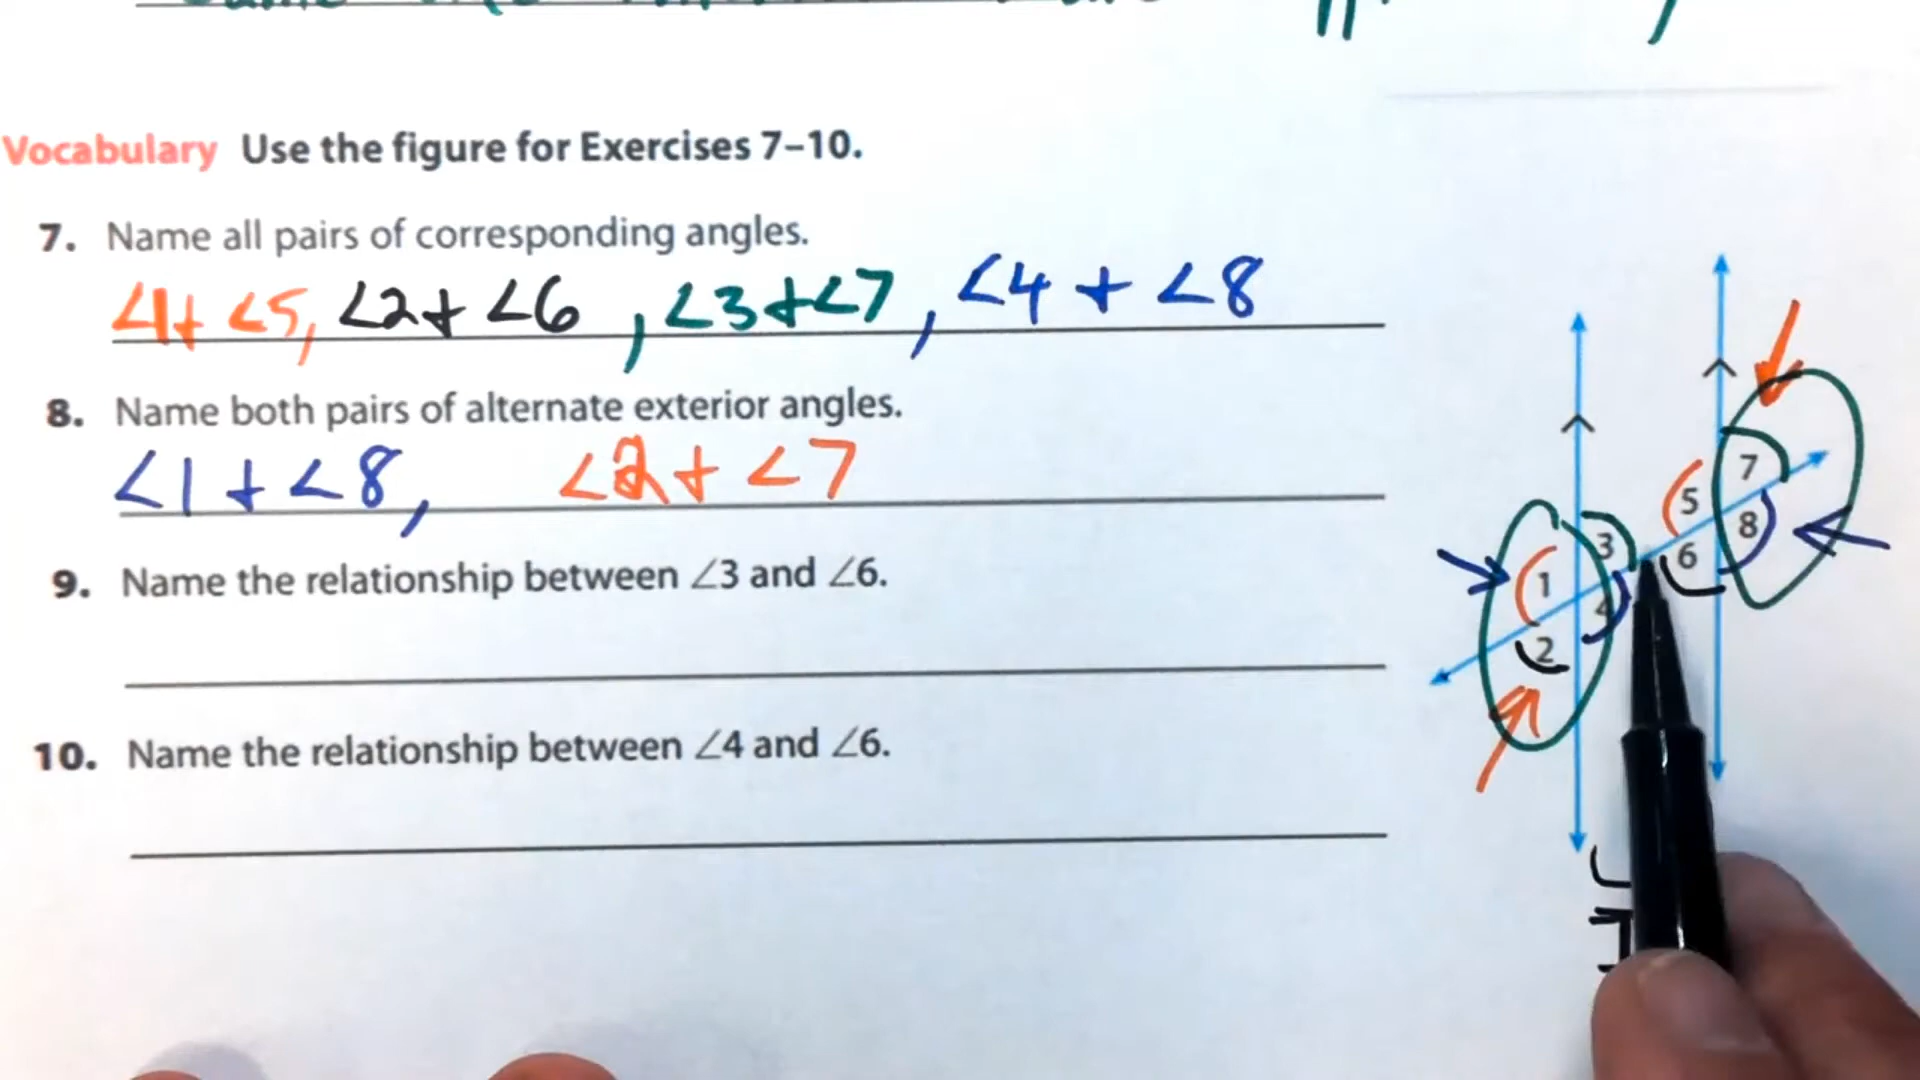 Vocabulary Use the figure for Exercises 7–10.
7. Name all pairs of corresponding angles.
∠1+ ∠5, ∠2+ ∠6, ∠3+∠7, ∠4 + ∠8
8. Name both pairs of alternate exterior angles.
∠1 + ∠8, ∠2+ ∠7
9. Name the relationship between ∠3 and ∠6.
10. Name the relationship between ∠4 and ∠6.
7
5
8
3
6
1
4
2